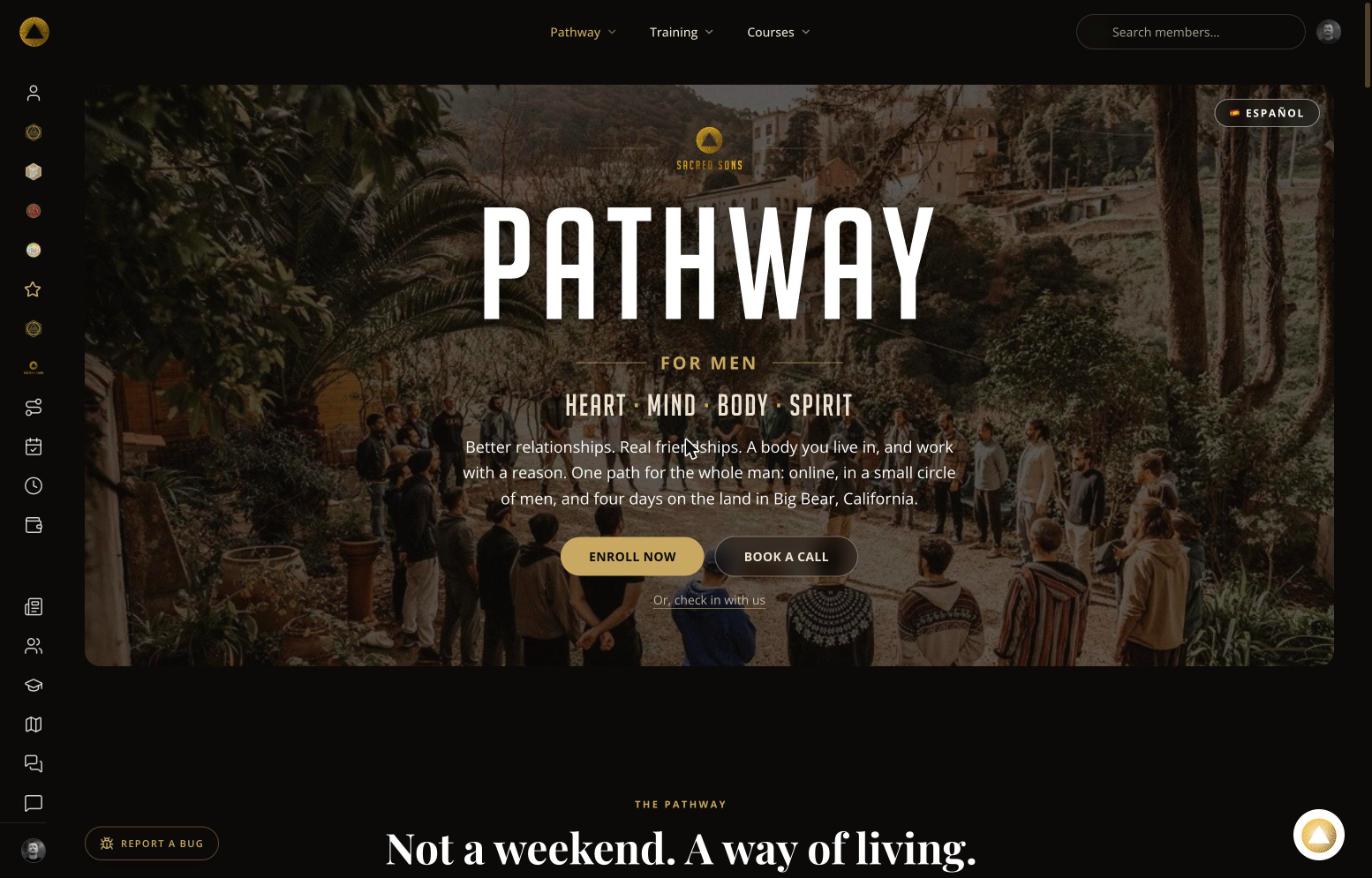 Pathway
Training
Courses
Search members...
ESPAÑOL
SACRED SONS
PATHWAY
FOR MEN
HEART · MIND · BODY · SPIRIT
Better relationships. Real friendships. A body you live in, and work
with a reason. One path for the whole man: online, in a small circle
of men, and four days on the land in Big Bear, California.
ENROLL NOW
BOOK A CALL
Or, check in with us
THE PATHWAY
Not a weekend. A way of living.
REPORT A BUG